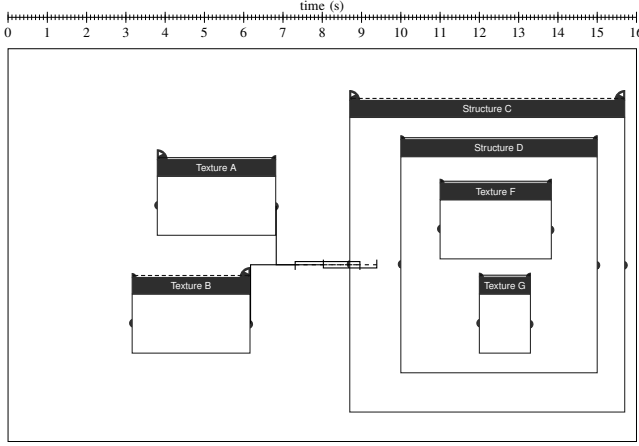 time (s)
0 1 2 3 4 5 6 7 8 9 10 11 12 13 14 15 16
Structure C
Structure D
Texture A
Texture F
Texture B
Texture G